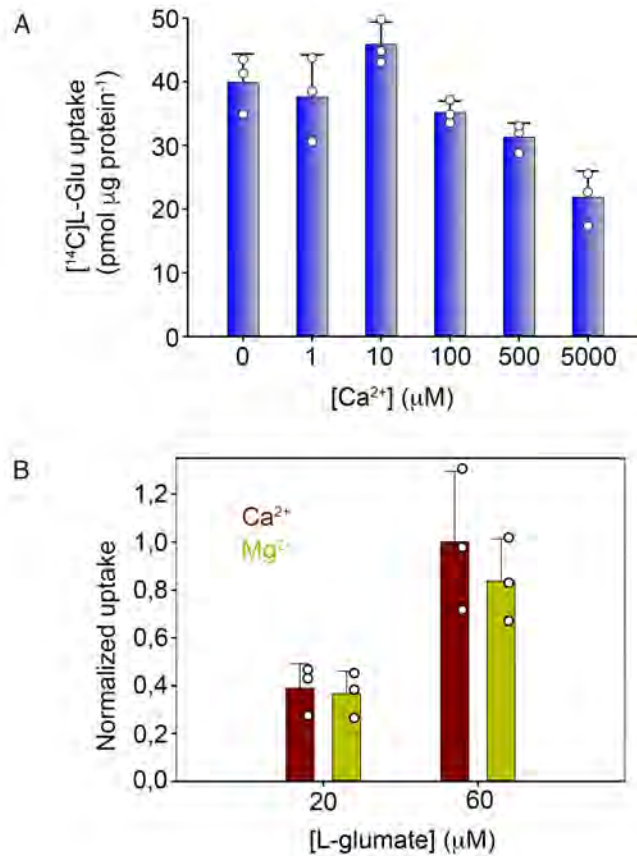 A
[¹⁴C]L-Glu uptake
(pmol µg protein⁻¹)
50
40
30
20
10
0
0 1 10 100 500 5000
[Ca²⁺] (µM)
B
Normalized uptake
1,2
1,0
0,8
0,6
0,4
0,2
0,0
Ca²⁺
Mg²⁺
20 60
[L-glumate] (µM)